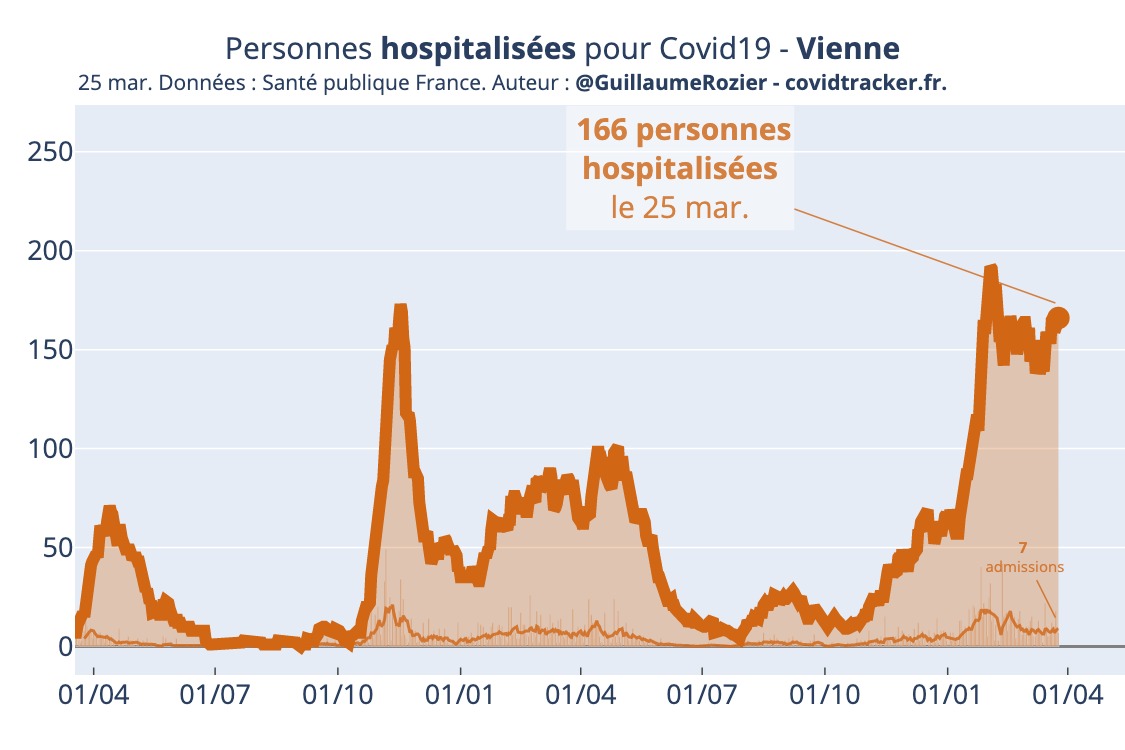 Personnes hospitalisées pour Covid19 - Vienne
25 mar. Données : Santé publique France. Auteur : @GuillaumeRozier - covidtracker.fr.
166 personnes
hospitalisées
le 25 mar.
250
200
150
100
50
0
7
admissions
01/04 01/07 01/10 01/01 01/04 01/07 01/10 01/01 01/04